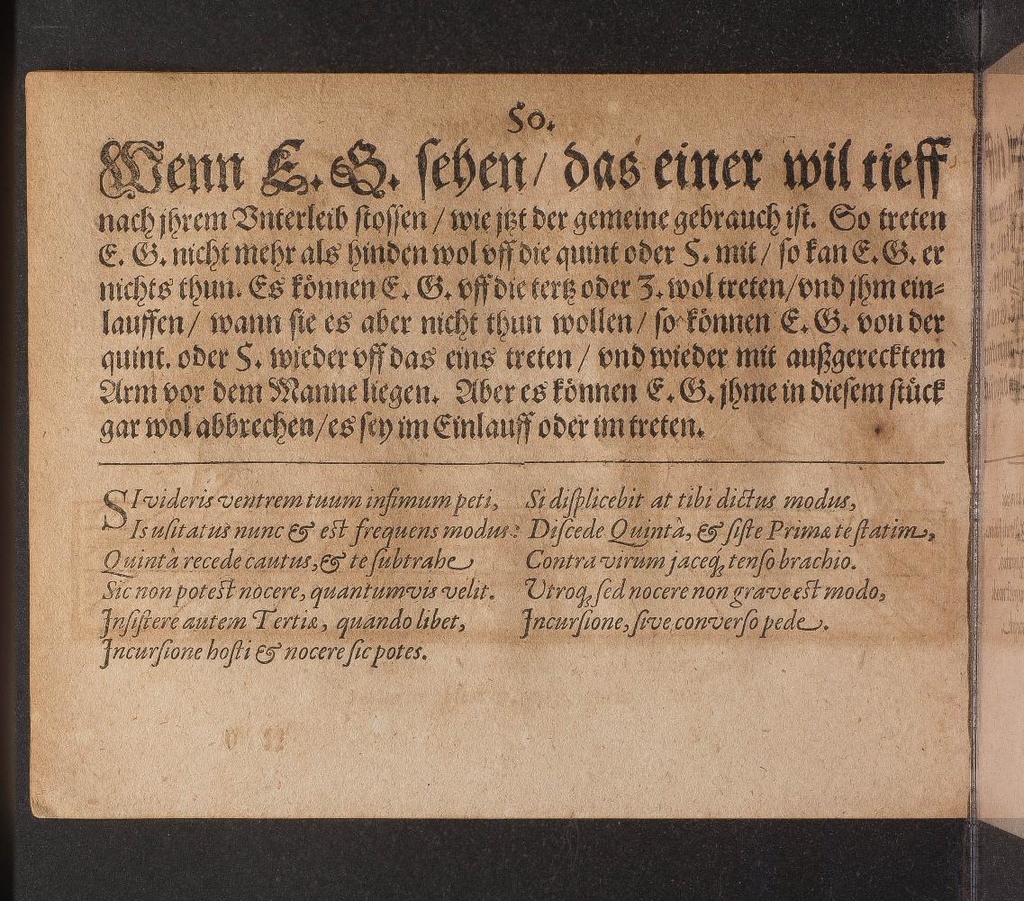 50.
Wenn E. G. sehen/ das einer wil tieff
nach jhrem Vnterleib stossen / wie jtzt der gemeine gebrauch ist. So treten
E. G. nicht mehr als hinden wol vff die quint oder 5. mit / so kan E. G. er
nichts thun. Es können E. G. vff die tertz oder 3. wol treten/vnd jhm ein⸗
lauffen/ wann sie es aber nicht thun wollen/ so können E. G. von der
quint. oder 5. wieder vff das eins treten / vnd wieder mit außgerecktem
Arm vor dem Manne liegen. Aber es können E. G. jhme in diesem stück
gar wol abbrechen/es sey im Einlauff oder im treten.
SI videris ventrem tuum infimum peti,
Is usitatus nunc & est frequens modus:
Quintà recede cautus, & te subtrahe
Sic non potest nocere, quantumvis velit.
Insistere autem Tertiæ, quando libet,
Incursione hosti & nocere sic potes.
Si displicebit at tibi dictus modus,
Discede Quintà, & siste Primæ te statim,
Contra virum jaceq́, tenso brachio.
Utroq́, sed nocere non grave est modo,
Incursione, sive converso pede.